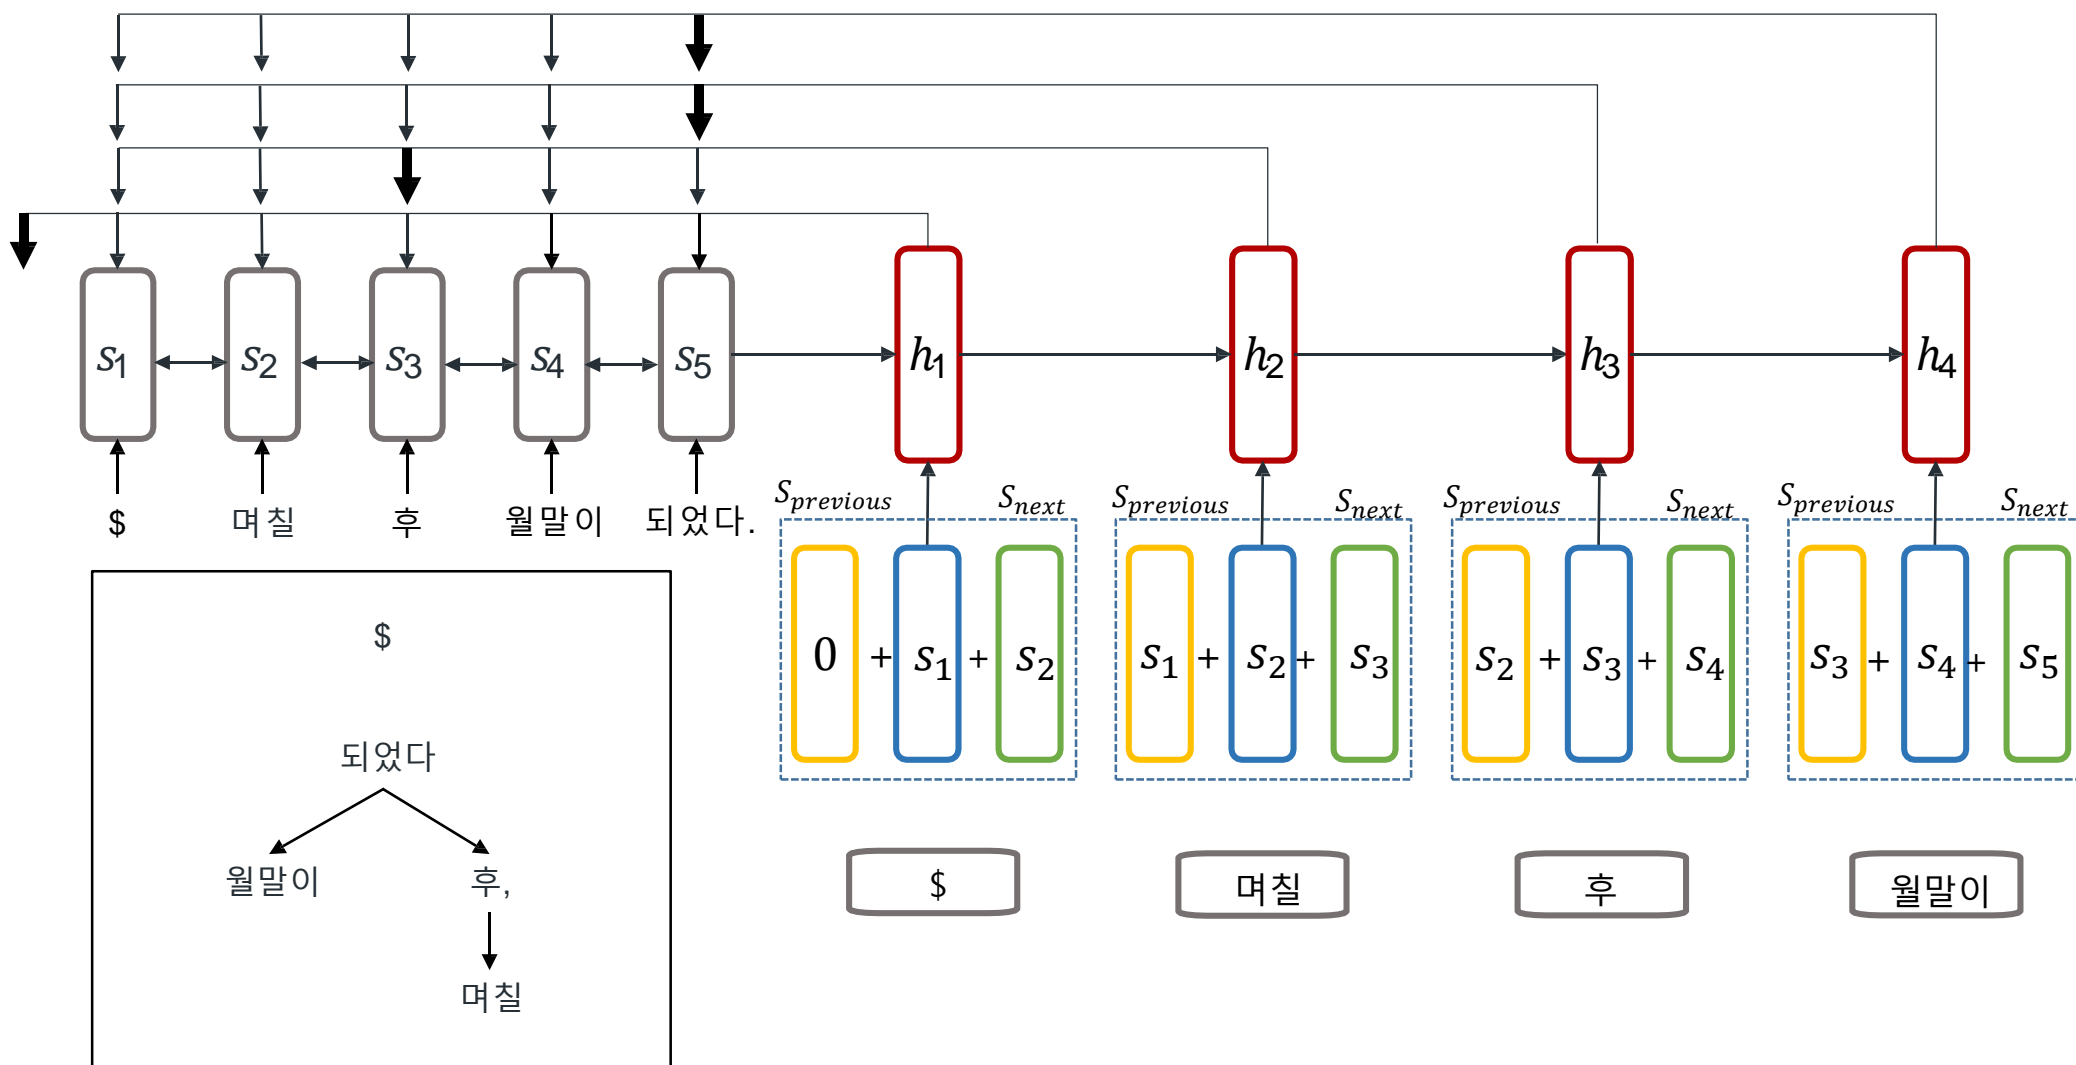 s1 s2 s3 s4 s5 h1 h2 h3 h4
$ 며칠 후 월말이 되었다.
Sprevious Snext Sprevious Snext Sprevious Snext Sprevious Snext
0 + s1 + s2 s1 + s2 + s3 s2 + s3 + s4 s3 + s4 + s5
$ 며칠 후 월말이
$
되었다
월말이 후,
며칠